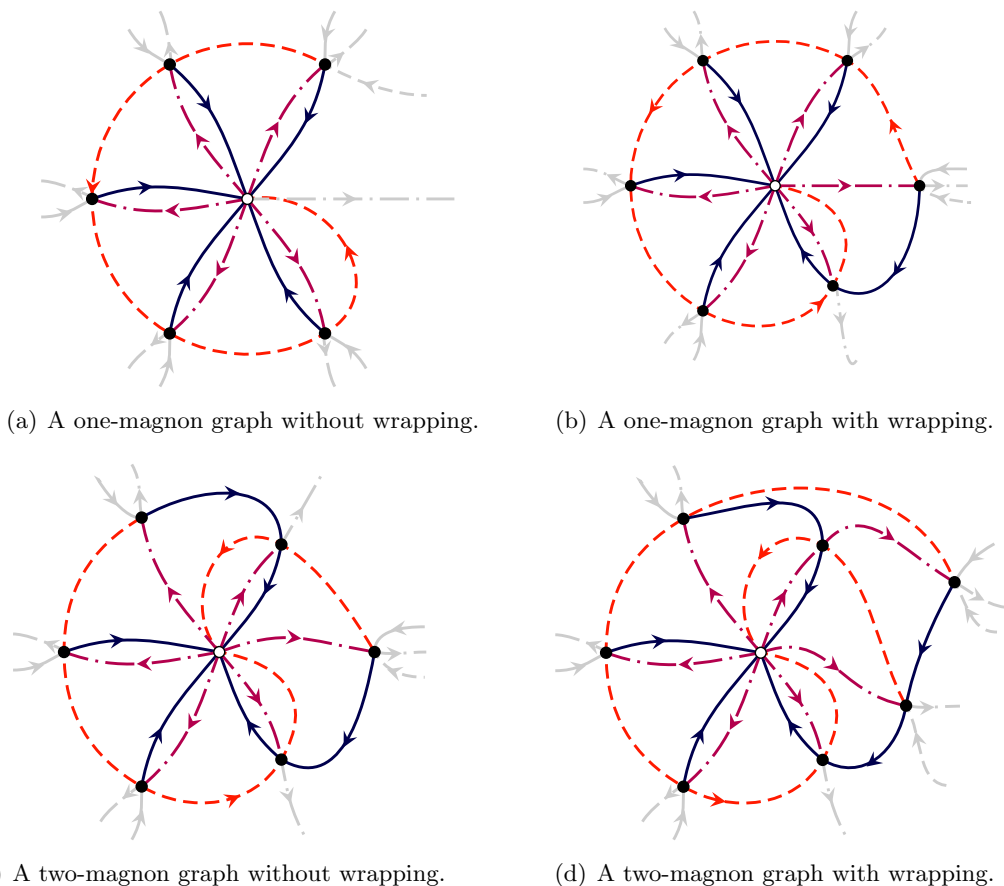 (a) A one-magnon graph without wrapping.
(b) A one-magnon graph with wrapping.
) A two-magnon graph without wrapping.
(d) A two-magnon graph with wrapping.